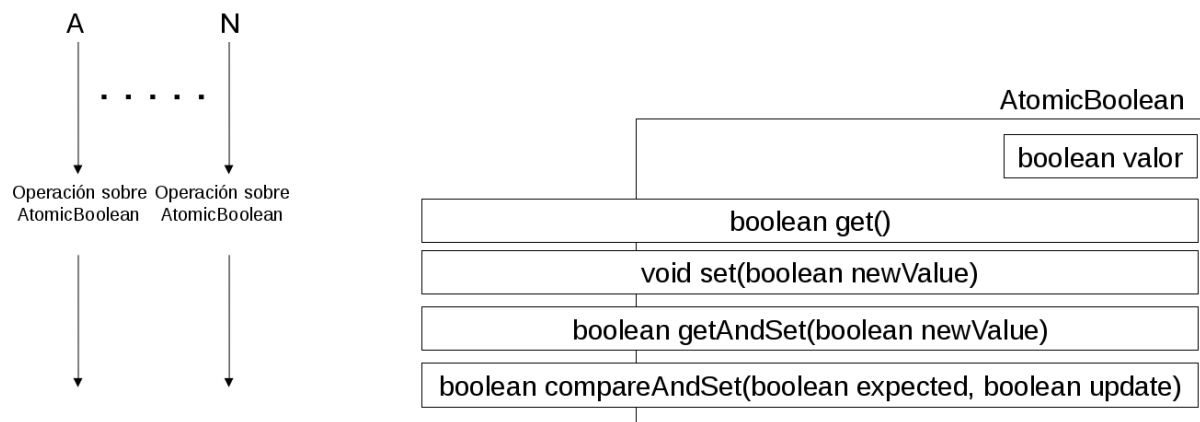 A N
Operación sobre Operación sobre
AtomicBoolean AtomicBoolean
AtomicBoolean
boolean valor
boolean get()
void set(boolean newValue)
boolean getAndSet(boolean newValue)
boolean compareAndSet(boolean expected, boolean update)